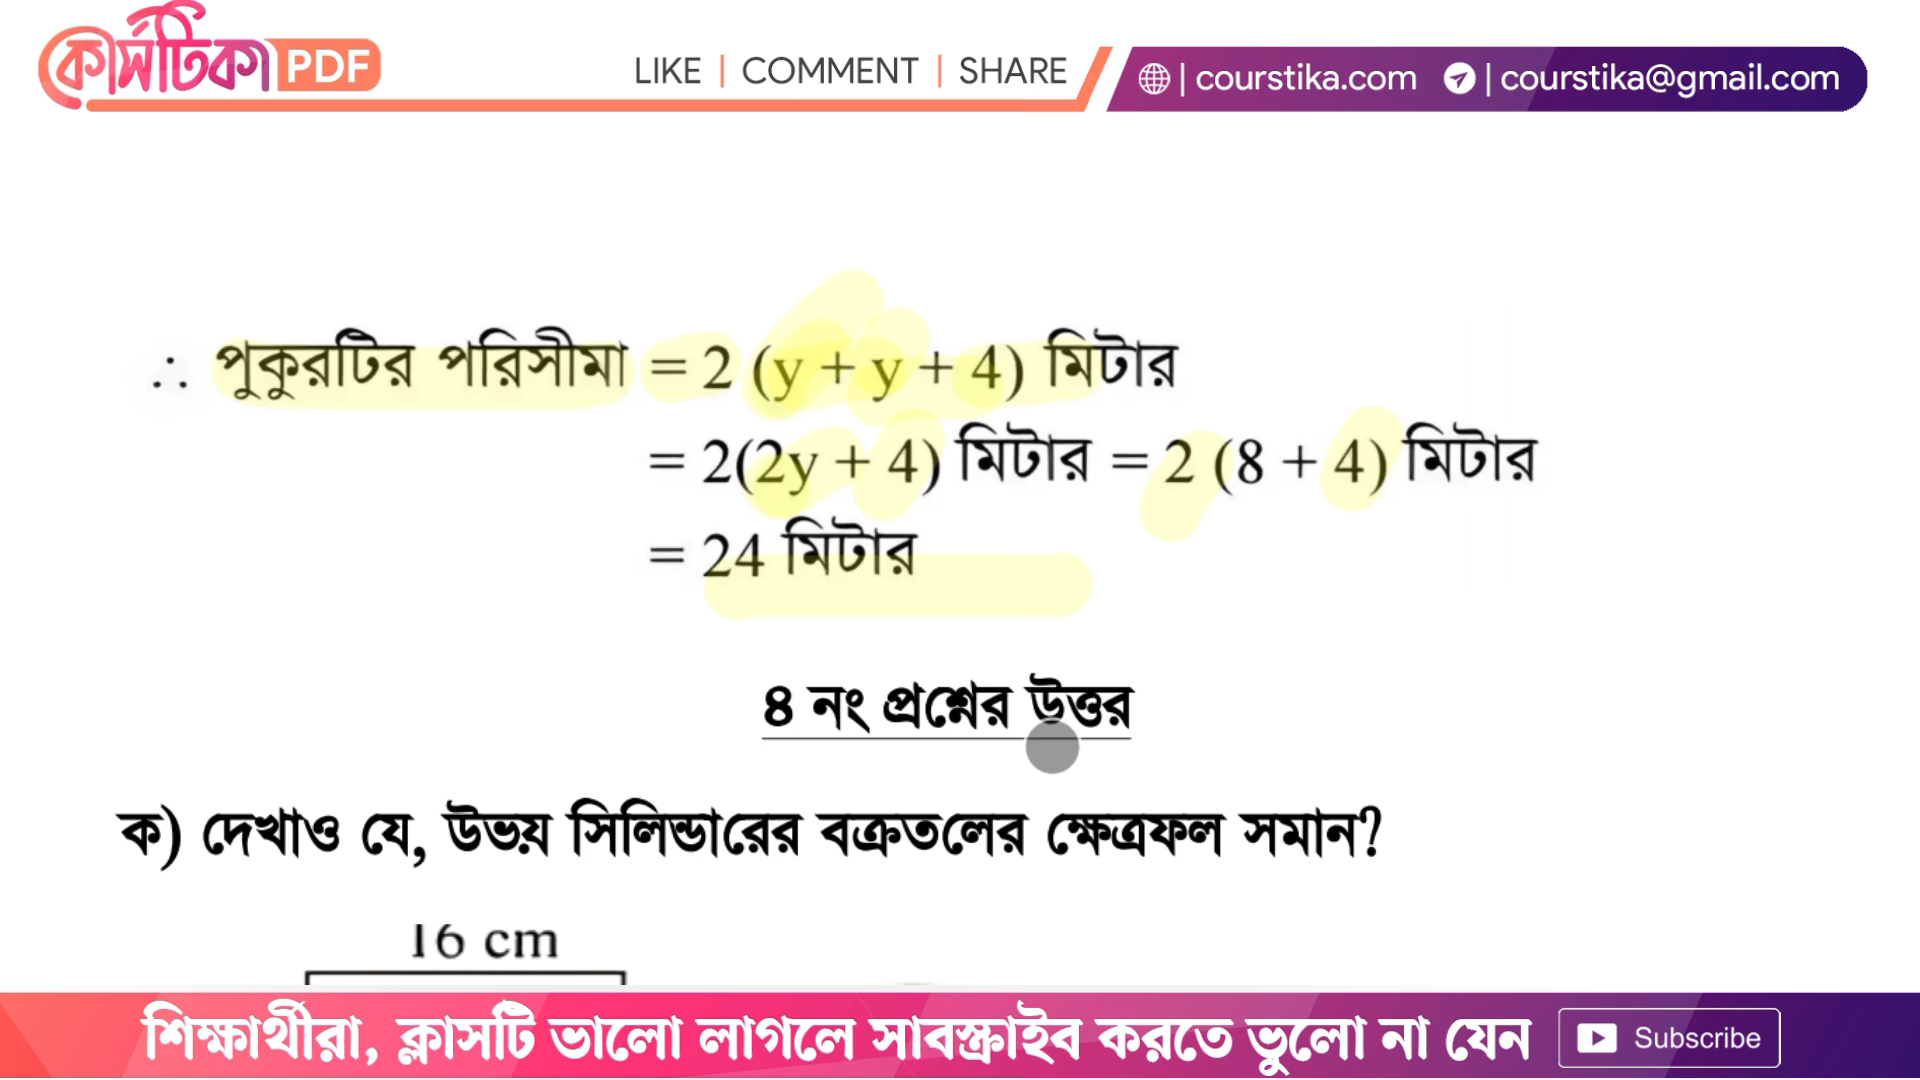 কোর্সটিকা PDF
LIKE | COMMENT | SHARE
| courstika.com | courstika@gmail.com
∴ পুকুরটির পরিসীমা = 2 (y + y + 4) মিটার
= 2(2y + 4) মিটার = 2 (8 + 4) মিটার
= 24 মিটার
৪ নং প্রশ্নের উত্তর
ক) দেখাও যে, উভয় সিলিন্ডারের বক্রতলের ক্ষেত্রফল সমান?
16 cm
শিক্ষার্থীরা, ক্লাসটি ভালো লাগলে সাবস্ক্রাইব করতে ভুলো না যেন
Subscribe